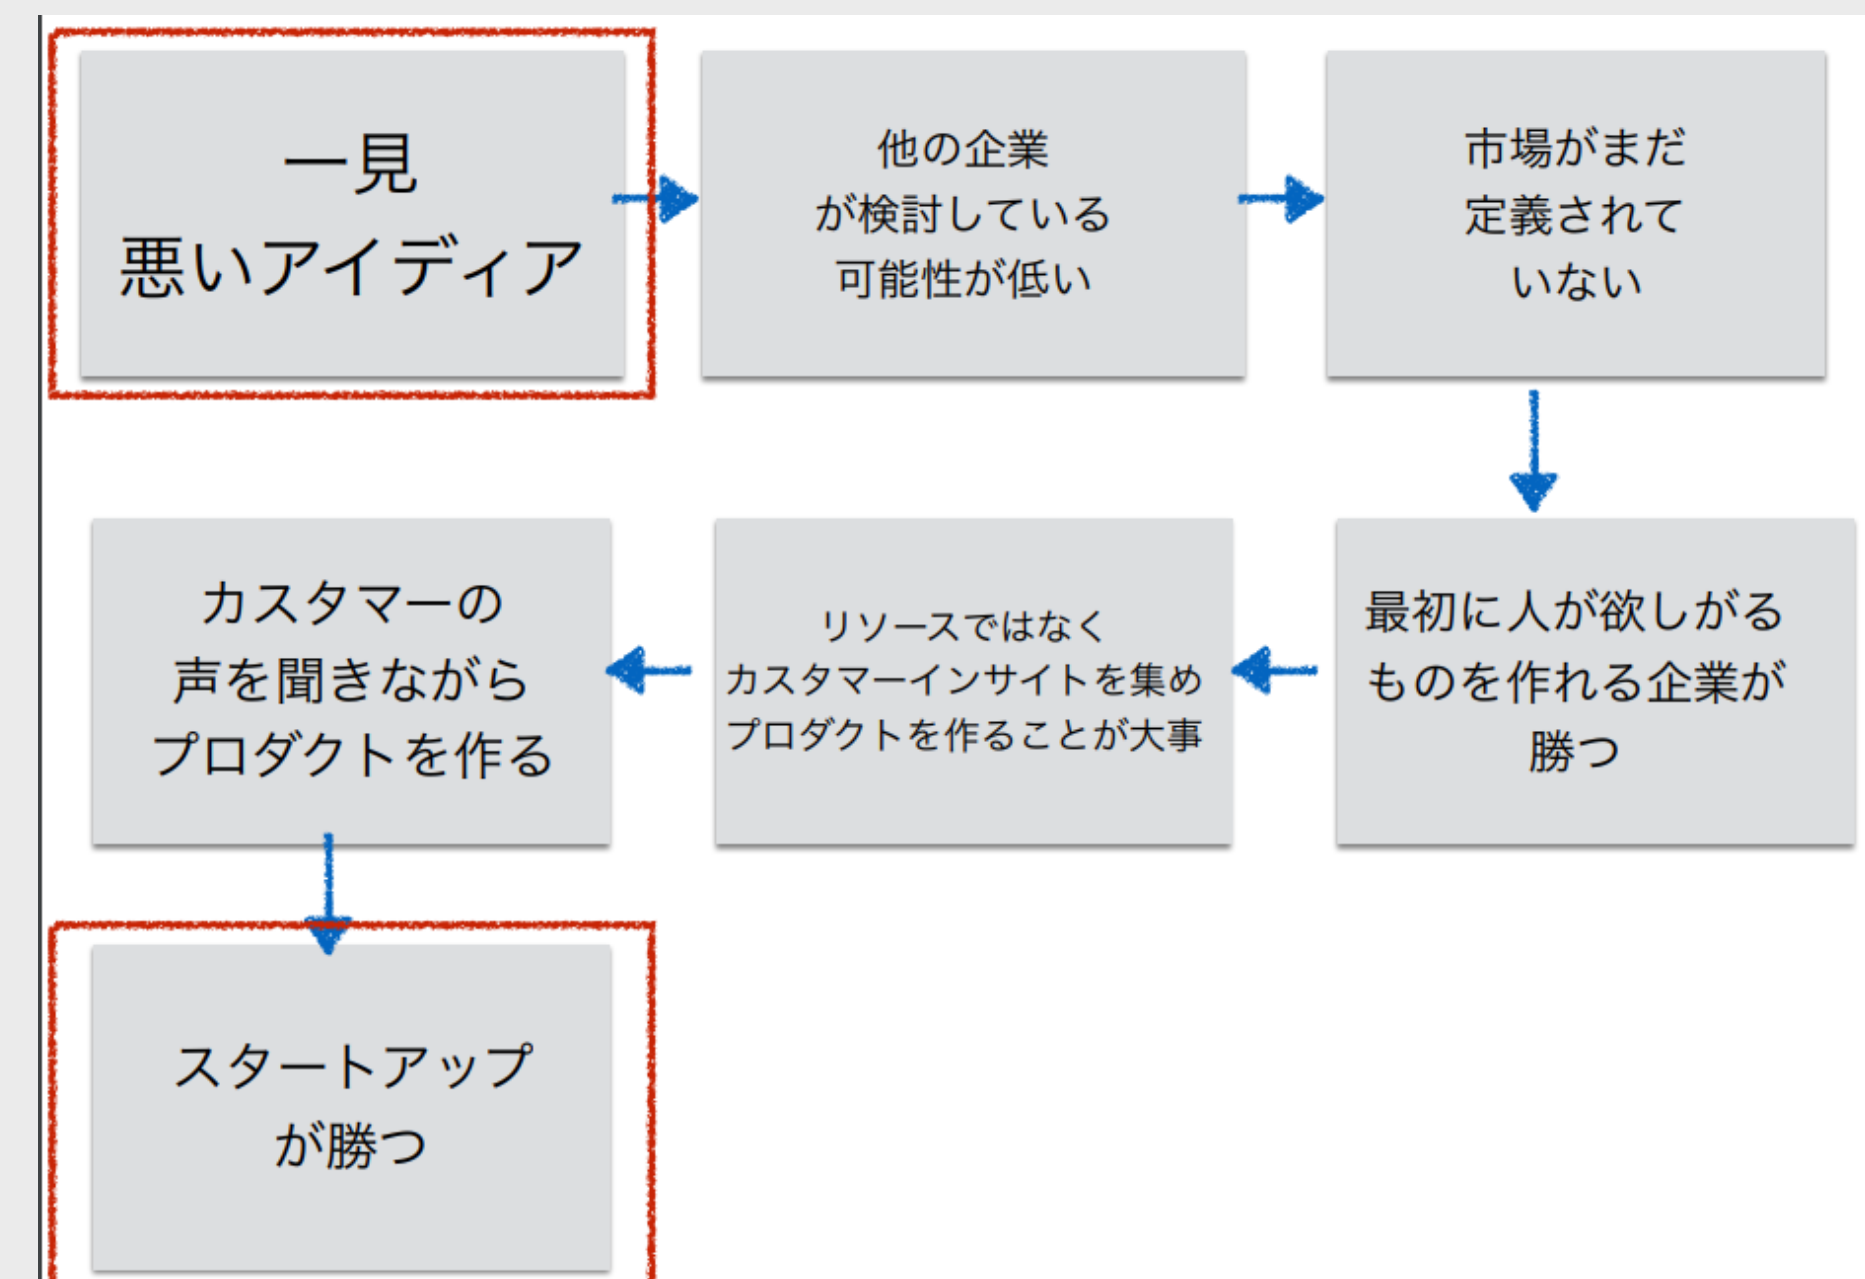 一見
悪いアイディア
他の企業
が検討している
可能性が低い
市場がまだ
定義されて
いない
最初に人が欲しがる
ものを作れる企業が
勝つ
リソースではなく
カスタマーインサイトを集め
プロダクトを作ることが大事
カスタマーの
声を聞きながら
プロダクトを作る
スタートアップ
が勝つ